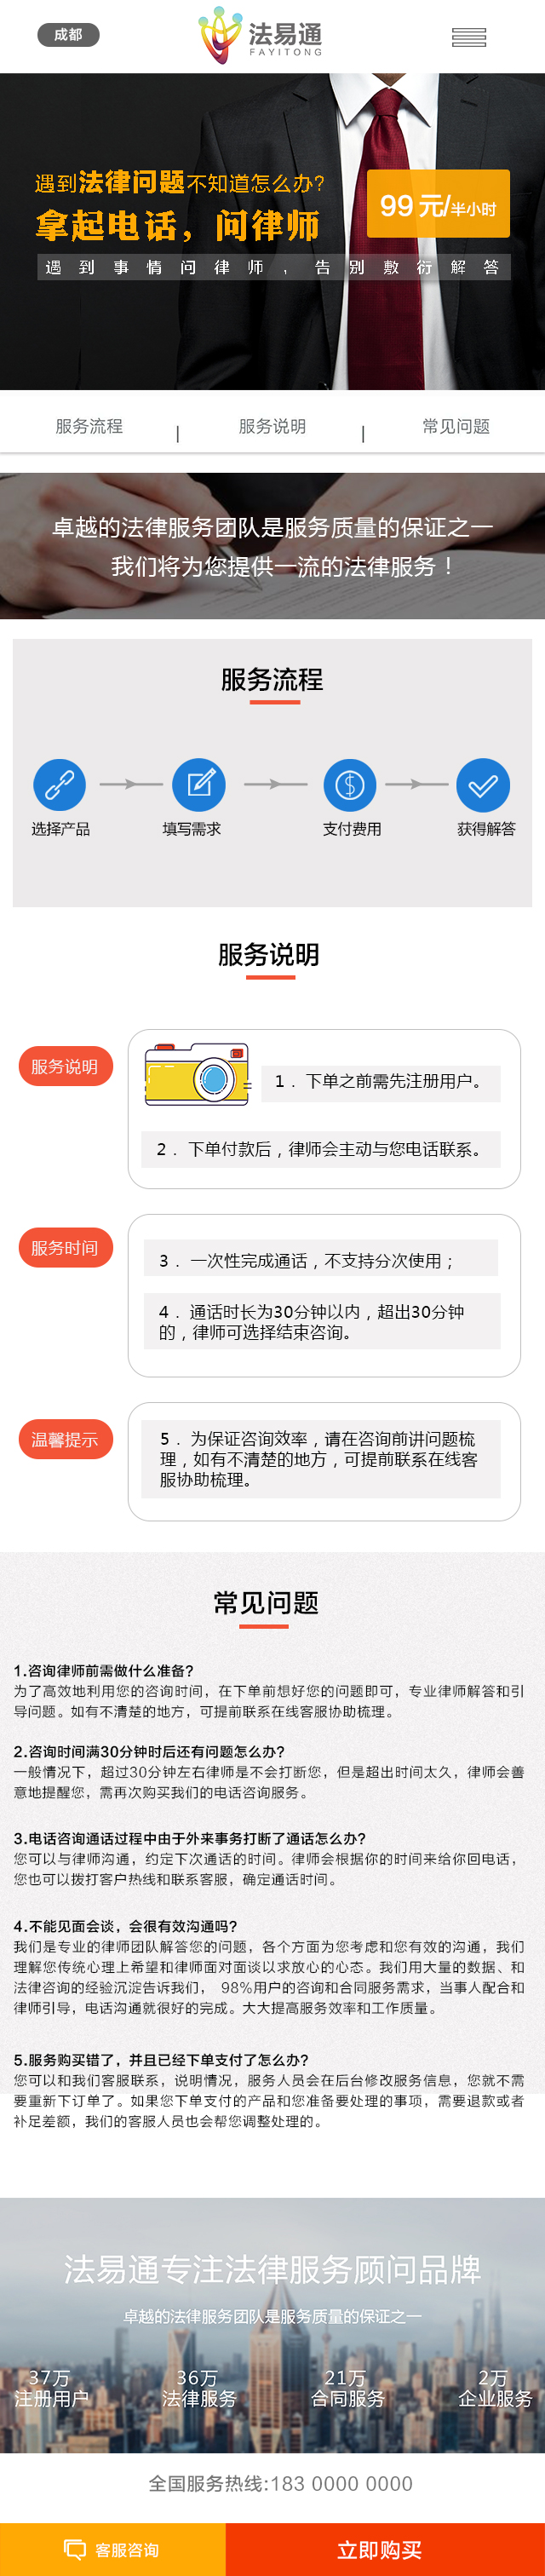 成都
法易通
FAYITONG
遇到法律问题不知道怎么办?
拿起电话，问律师
99元/半小时
遇到事情问律师，告别敷衍解答
服务流程
服务说明
常见问题
卓越的法律服务团队是服务质量的保证之一
我们将为您提供一流的法律服务！
服务流程
选择产品
填写需求
支付费用
获得解答
服务说明
服务说明
1．下单之前需先注册用户。
2．下单付款后，律师会主动与您电话联系。
服务时间
3．一次性完成通话，不支持分次使用；
4．通话时长为30分钟以内，超出30分钟
的，律师可选择结束咨询。
温馨提示
5．为保证咨询效率，请在咨询前讲问题梳
理，如有不清楚的地方，可提前联系在线客
服协助梳理。
常见问题
1.咨询律师前需做什么准备?
为了高效地利用您的咨询时间，在下单前想好您的问题即可，专业律师解答和引
导问题。如有不清楚的地方，可提前联系在线客服协助梳理。
2.咨询时间满30分钟时后还有问题怎么办?
一般情况下，超过30分钟左右律师是不会打断您，但是超出时间太久，律师会善
意地提醒您，需再次购买我们的电话咨询服务。
3.电话咨询通话过程中由于外来事务打断了通话怎么办?
您可以与律师沟通，约定下次通话的时间。律师会根据你的时间来给你回电话，
您也可以拨打客户热线和联系客服，确定通话时间。
4.不能见面会谈，会很有效沟通吗?
我们是专业的律师团队解答您的问题，各个方面为您考虑和您有效的沟通，我们
理解您传统心理上希望和律师面对面谈以求放心的心态。我们用大量的数据、和
法律咨询的经验沉淀告诉我们， 98%用户的咨询和合同服务需求，当事人配合和
律师引导，电话沟通就很好的完成。大大提高服务效率和工作质量。
5.服务购买错了，并且已经下单支付了怎么办?
您可以和我们客服联系，说明情况，服务人员会在后台修改服务信息，您就不需
要重新下订单了。如果您下单支付的产品和您准备要处理的事项，需要退款或者
补足差额，我们的客服人员也会帮您调整处理的。
法易通专注法律服务顾问品牌
卓越的法律服务团队是服务质量的保证之一
37万
注册用户
36万
法律服务
21万
合同服务
2万
企业服务
全国服务热线:183 0000 0000
客服咨询
立即购买